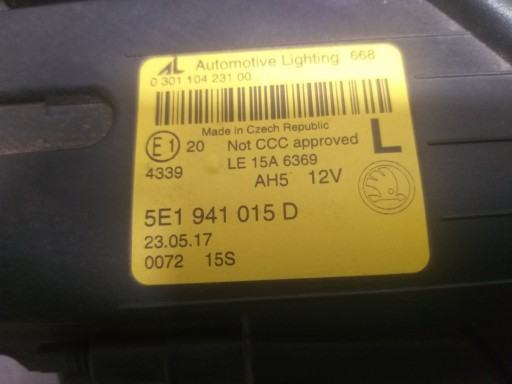 AL Automotive Lighting 668
0 301 104 231 00
Made in Czech Republic
E1 20 Not CCC approved L
4339 LE 15A 6369
AH5 12V
5E1 941 015 D
23.05.17
0072 15S